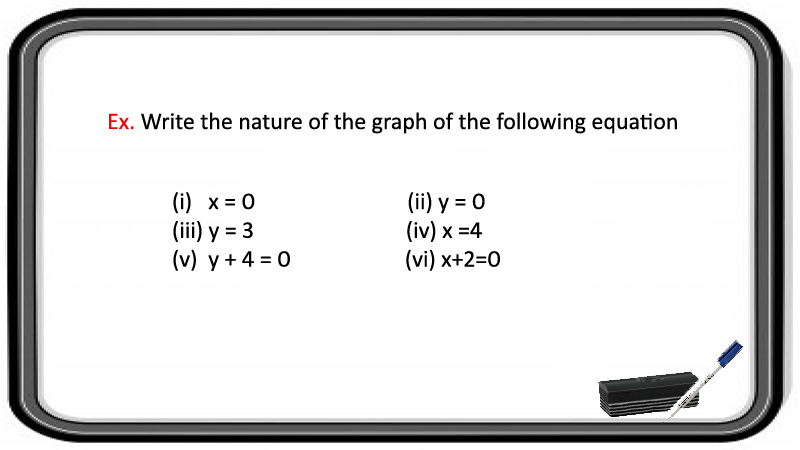 Ex. Write the nature of the graph of the following equation
(i) x = 0 (ii) y = 0
(iii) y = 3 (iv) x =4
(v) y + 4 = 0 (vi) x+2=0